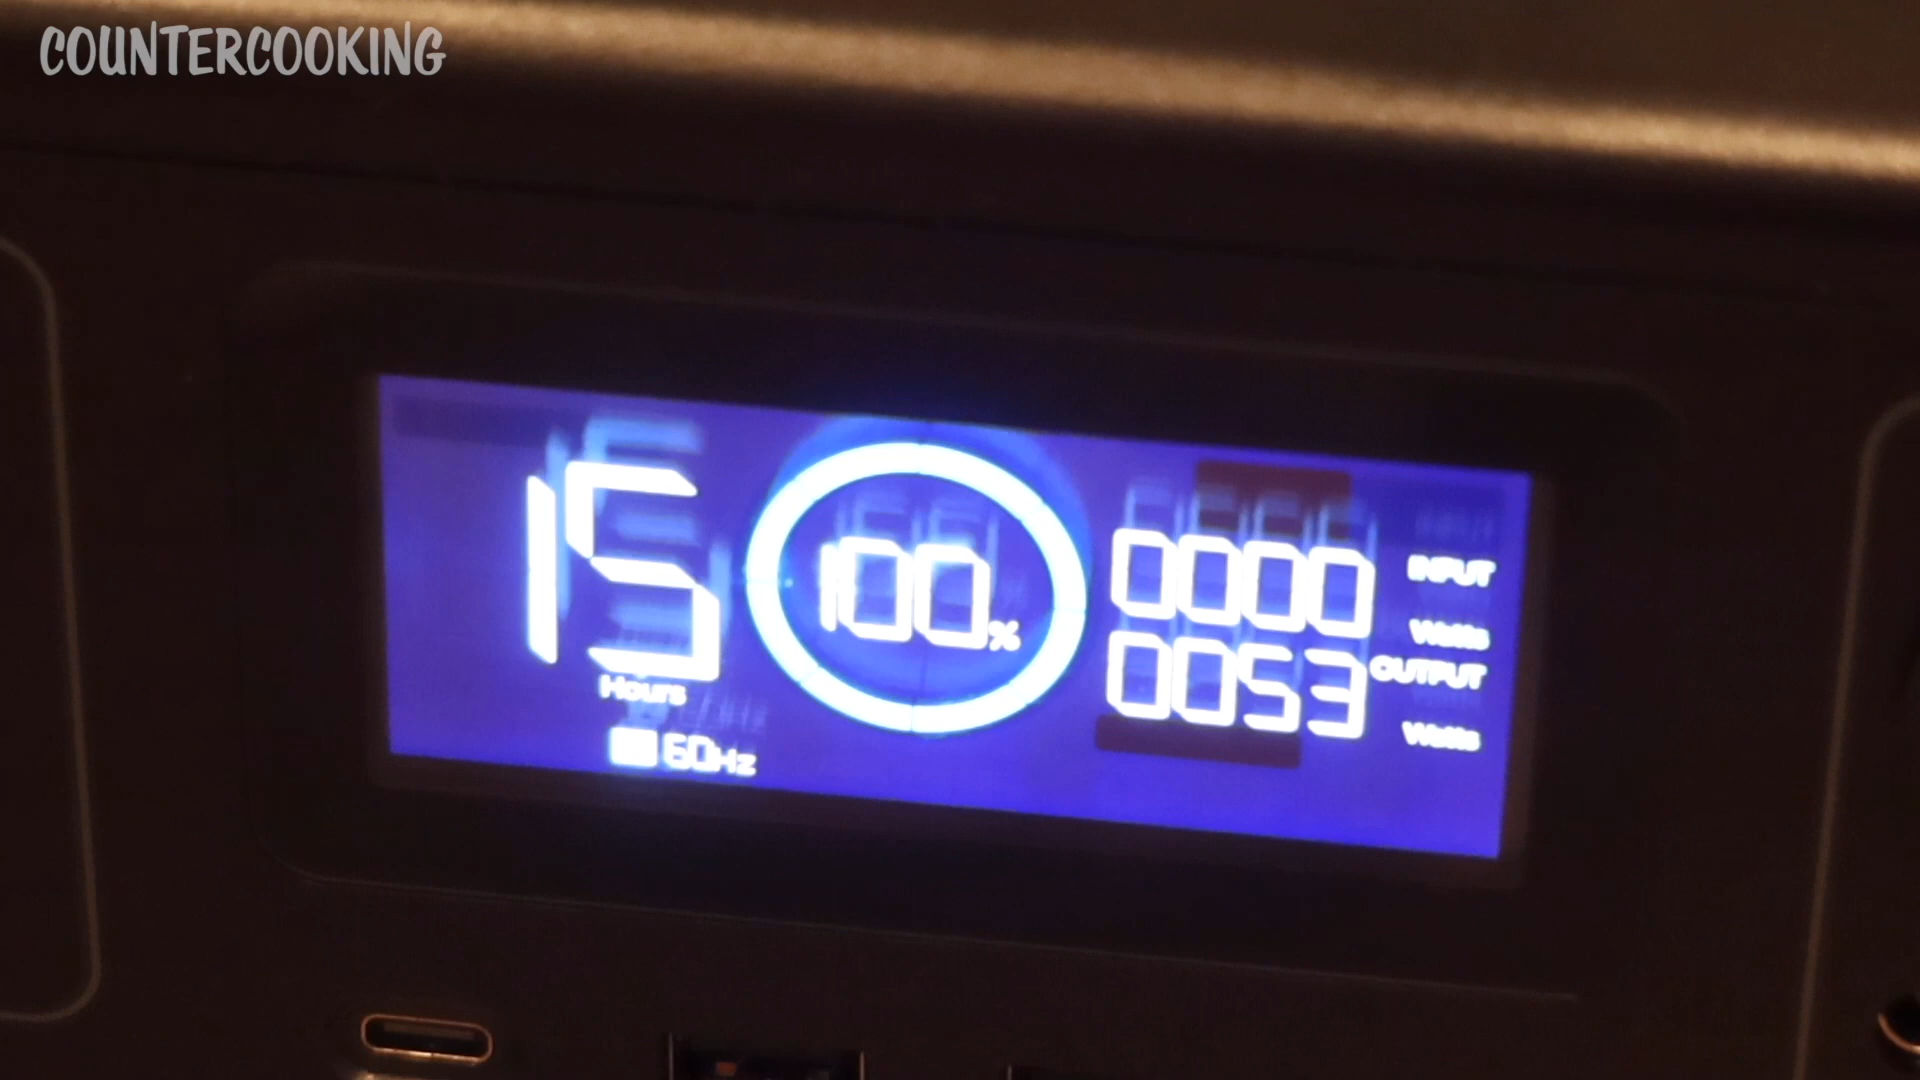 COUNTERCOOKING
15
Hours
60Hz
100%
0000 INPUT
Watts
0053 OUTPUT
Watts